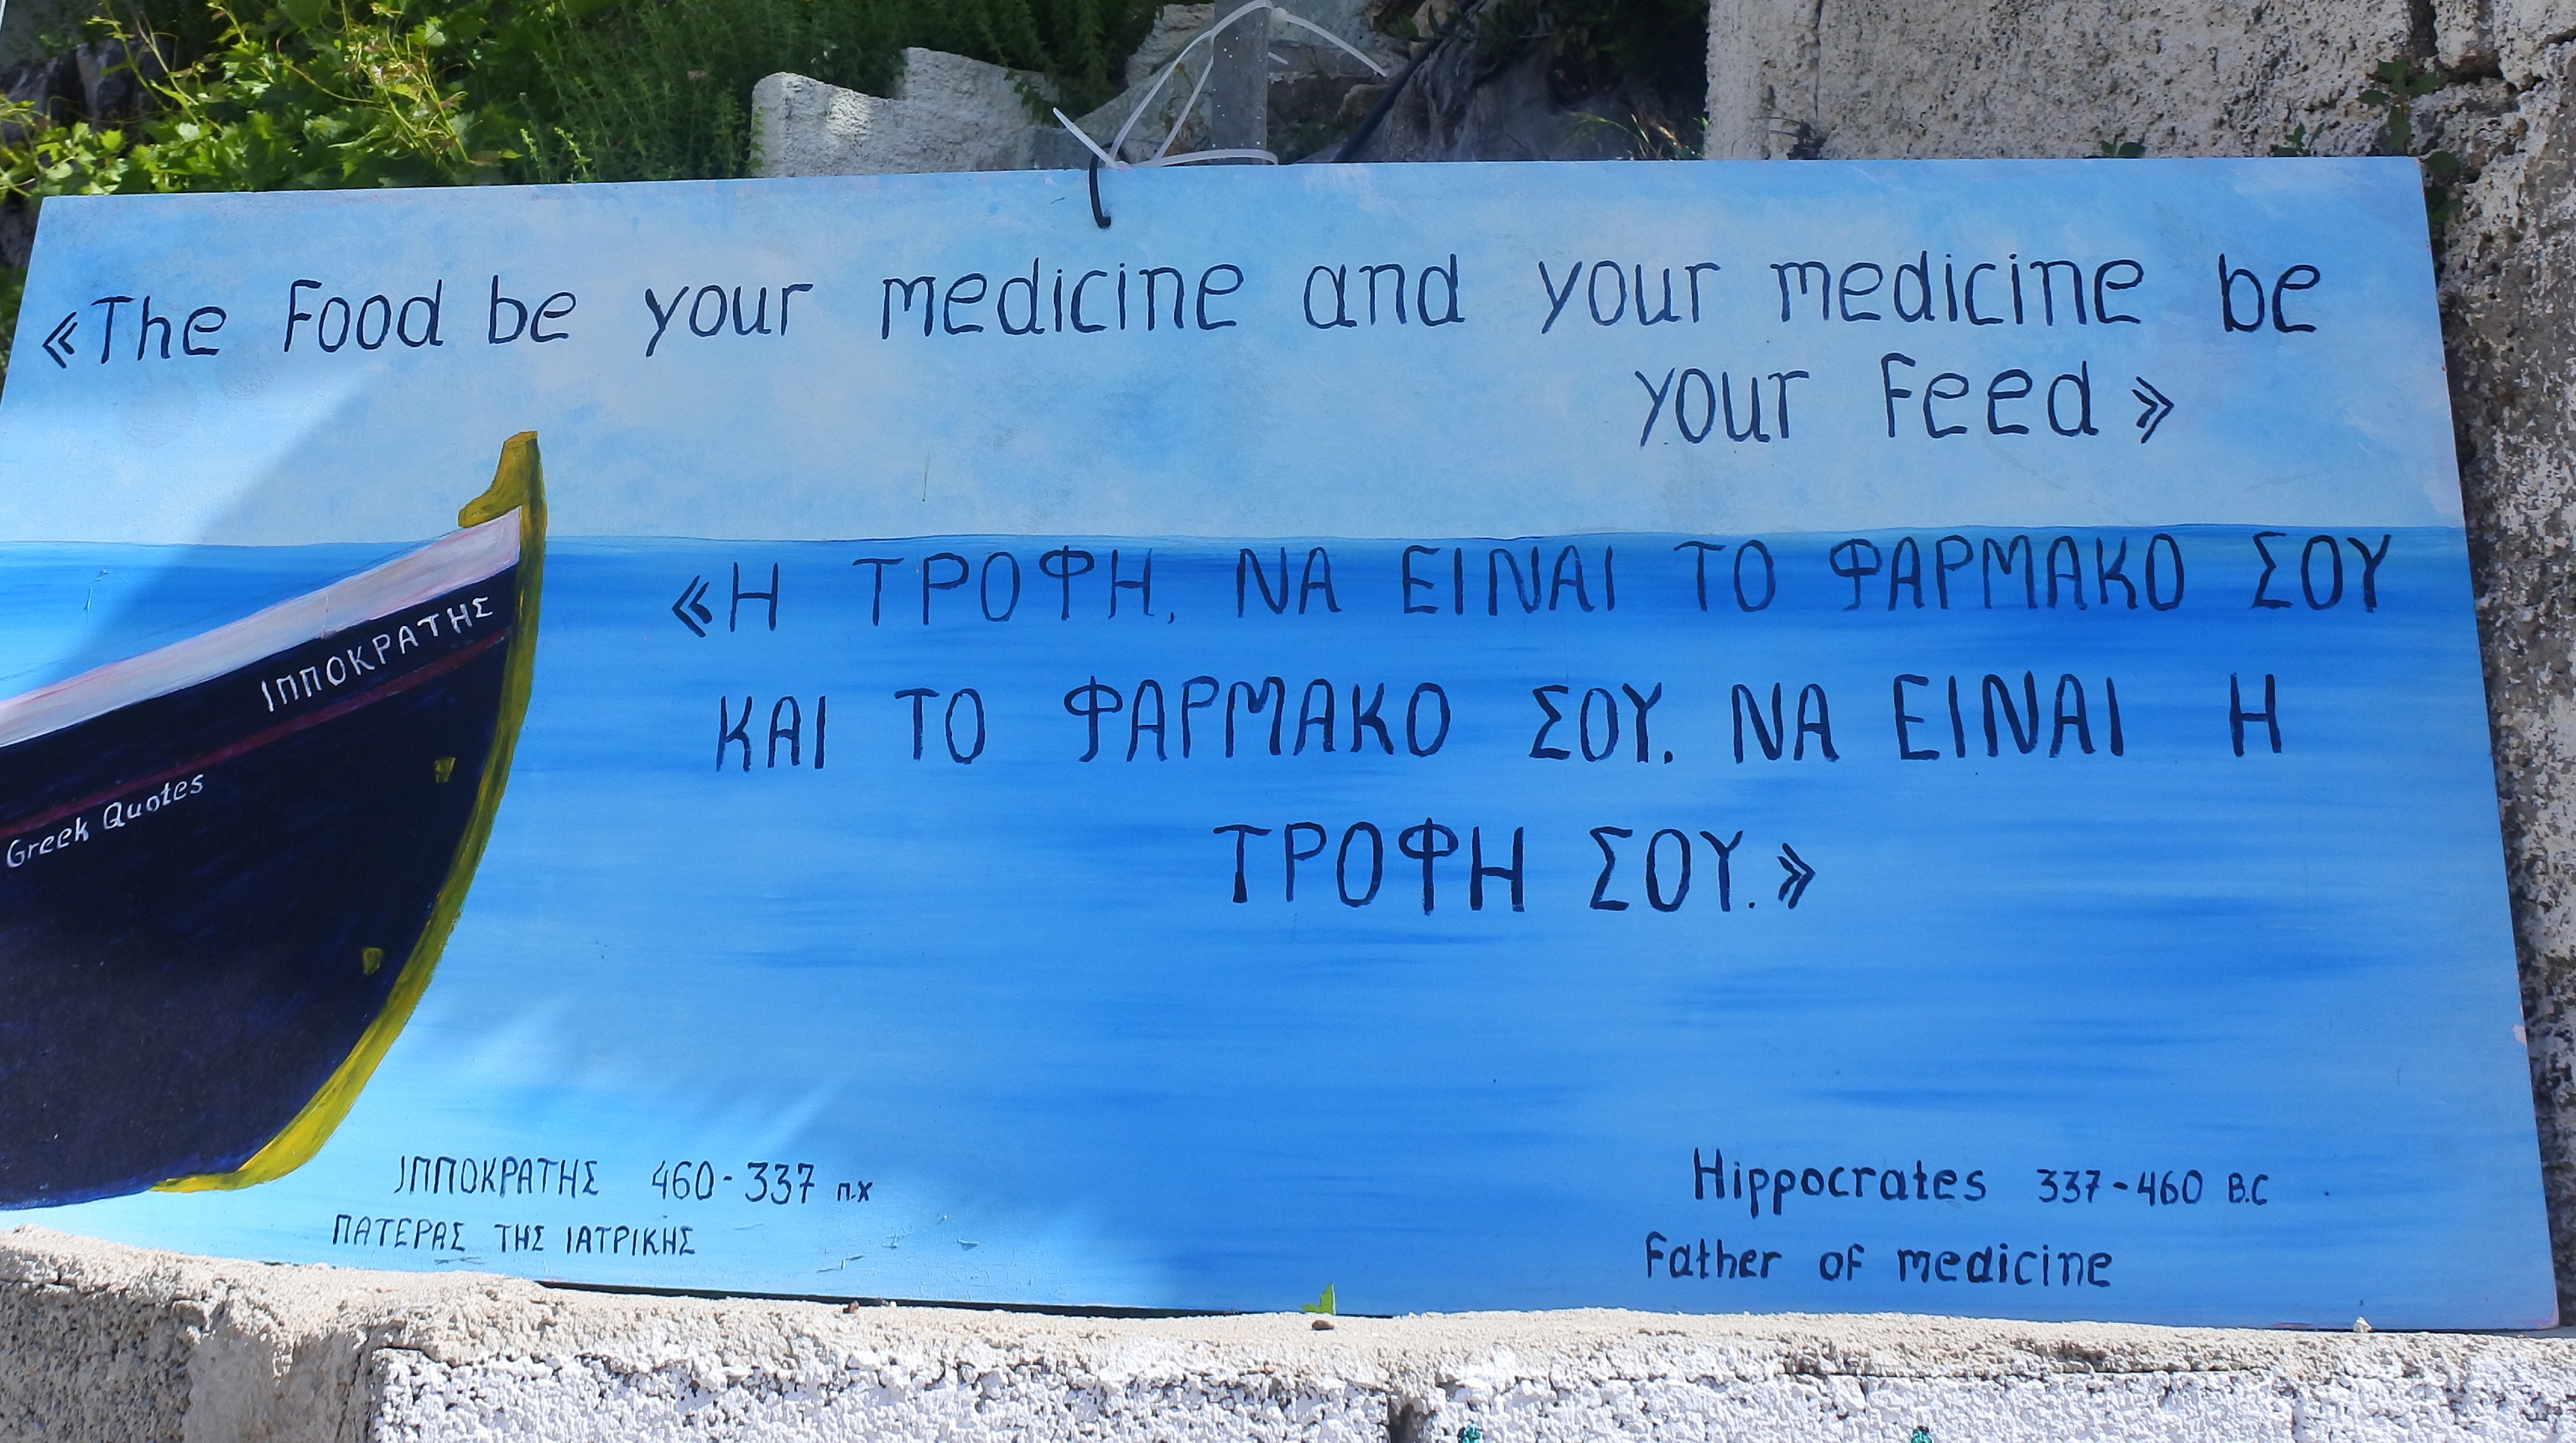 «The Food be your medicine and your medicine be
your Feed»
«Η ΤΡΟΦΗ, ΝΑ ΕΙΝΑΙ ΤΟ ΦΑΡΜΑΚΟ ΣΟΥ
ΚΑΙ ΤΟ ΦΑΡΜΑΚΟ ΣΟΥ. ΝΑ ΕΙΝΑΙ Η
ΤΡΟΦΗ ΣΟΥ.»
ΙΠΠΟΚΡΑΤΗΣ
Greek Quotes
ΙΠΠΟΚΡΑΤΗΣ 460-337 π.χ
ΠΑΤΕΡΑΣ ΤΗΣ ΙΑΤΡΙΚΗΣ
Hippocrates 337-460 B.C
Father of medicine